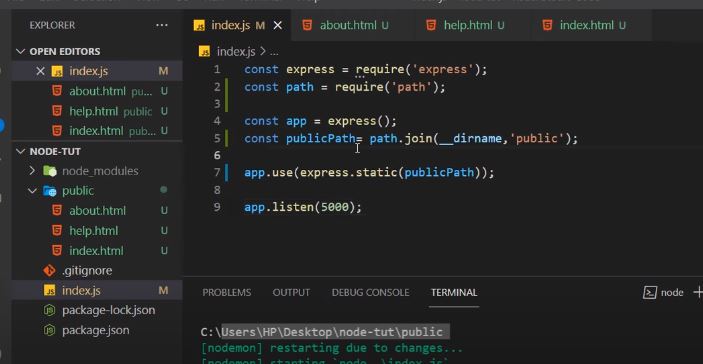 EXPLORER
OPEN EDITORS
index.js M
about.html pu...
help.html public
index.html pu...
NODE-TUT
node_modules
public
about.html U
help.html U
index.html U
.gitignore
index.js M
package-lock.json
package.json
index.js M
about.html U
help.html U
index.html U
index.js > ...
1 const express = require('express');
2 const path = require('path');
3
4 const app = express();
5 const publicPath= path.join(__dirname,'public');
6
7 app.use(express.static(publicPath));
8
9 app.listen(5000);
PROBLEMS OUTPUT DEBUG CONSOLE TERMINAL node
C:\Users\HP\Desktop\node-tut\public
[nodemon] restarting due to changes...
[nodemon] starting `node .\index.js`